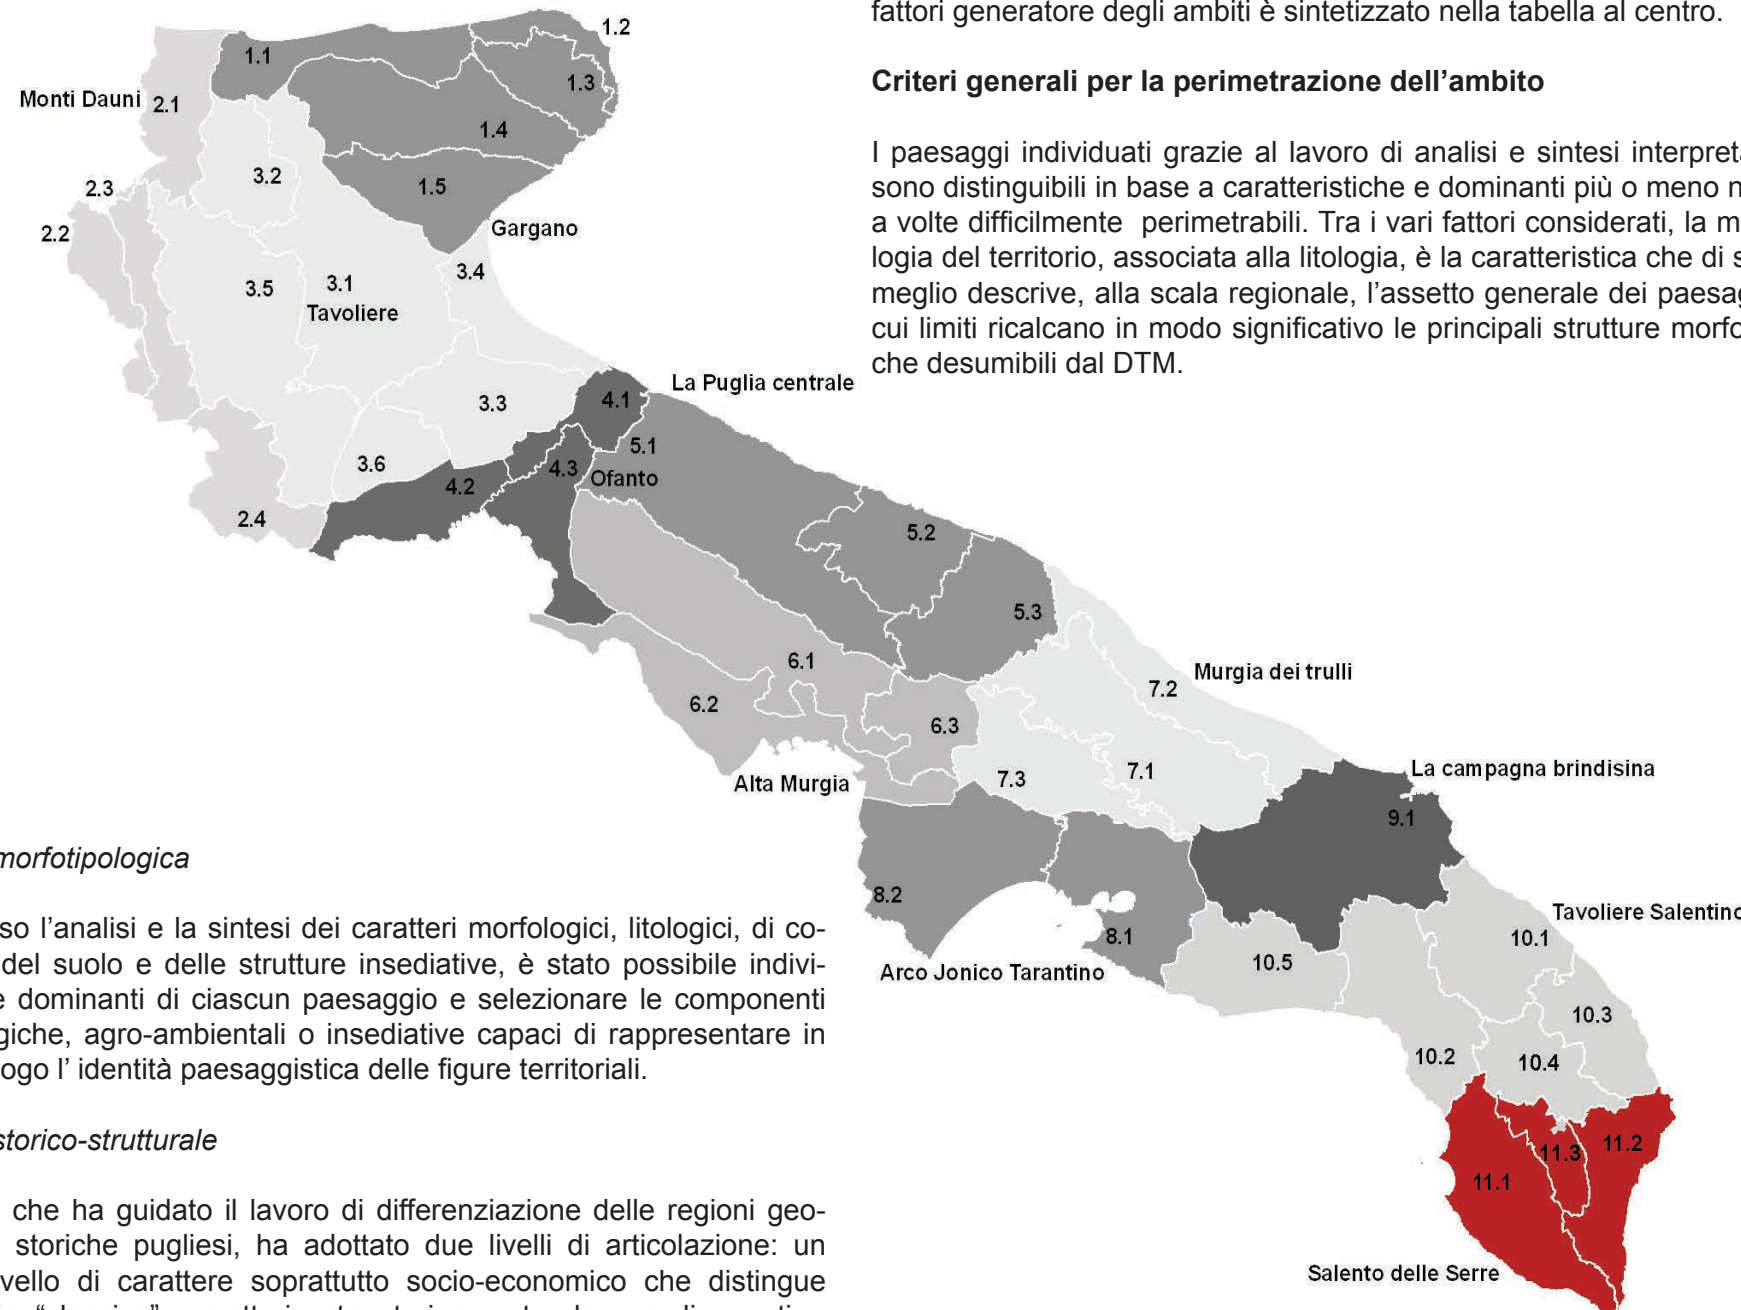 fattori generatore degli ambiti è sintetizzato nella tabella al centro.
Criteri generali per la perimetrazione dell’ambito
I paesaggi individuati grazie al lavoro di analisi e sintesi
sono distinguibili in base a caratteristiche e dominanti più o meno
a volte difficilmente perimetrabili. Tra i vari fattori considerati, la
logia del territorio, associata alla litologia, è la caratteristica che di
meglio descrive, alla scala regionale, l’assetto generale dei
cui limiti ricalcano in modo significativo le principali strutture
che desumibili dal DTM.
1.1
1.2
1.3
1.4
1.5
Gargano
Monti Dauni
2.1
2.2
2.3
2.4
3.1
Tavoliere
3.2
3.3
3.4
3.5
3.6
La Puglia centrale
4.1
4.2
4.3
Ofanto
5.1
5.2
5.3
6.1
6.2
6.3
Alta Murgia
Murgia dei trulli
7.1
7.2
7.3
8.1
8.2
Arco Jonico Tarantino
La campagna brindisina
9.1
Tavoliere Salentino
10.1
10.2
10.3
10.4
10.5
11.1
11.2
11.3
Salento delle Serre
morfotipologica
so l’analisi e la sintesi dei caratteri morfologici, litologici, di co-
del suolo e delle strutture insediative, è stato possibile indivi-
e dominanti di ciascun paesaggio e selezionare le componenti
giche, agro-ambientali o insediative capaci di rappresentare in
ogo l’ identità paesaggistica delle figure territoriali.
storico-strutturale
che ha guidato il lavoro di differenziazione delle regioni geo-
storiche pugliesi, ha adottato due livelli di articolazione: un
vello di carattere soprattutto socio-economico che distingue